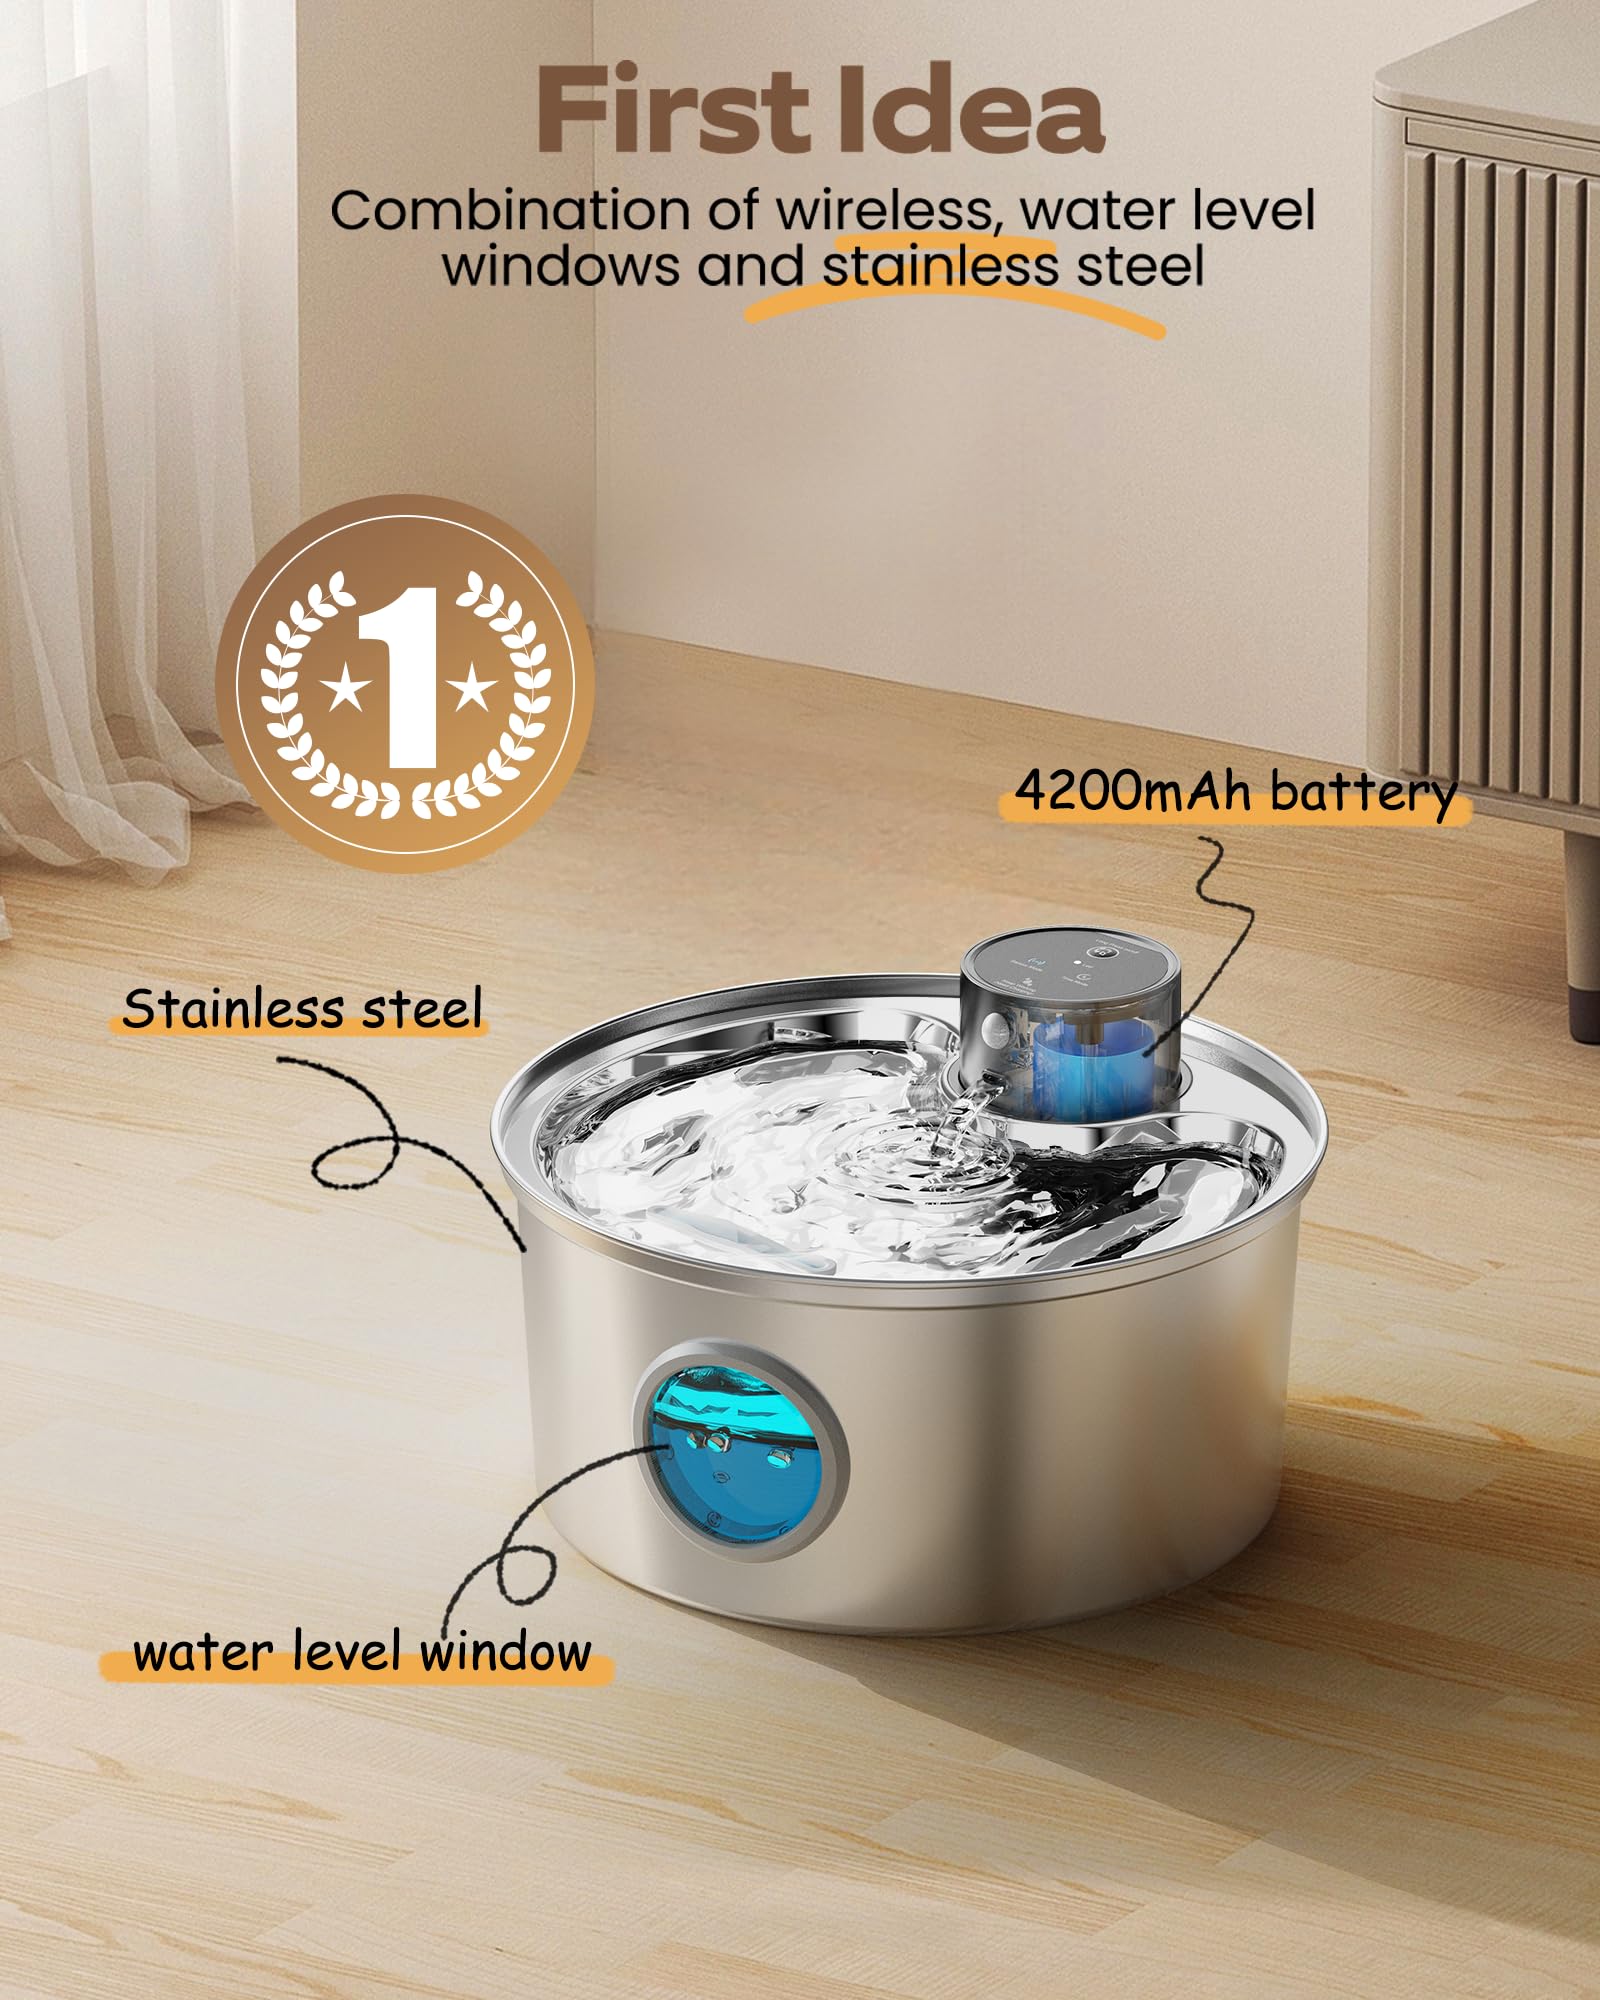 First Idea
Combination of wireless, water level
windows and stainless steel
1
4200mAh battery
Stainless steel
water level window